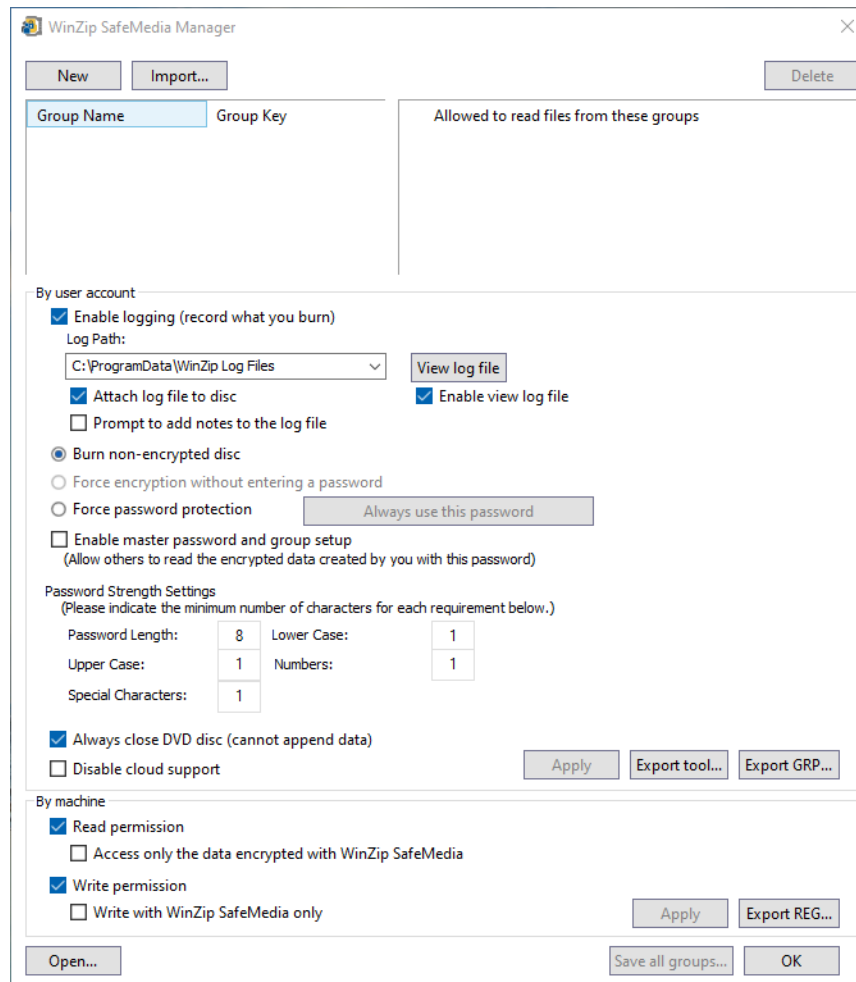 WinZip SafeMedia Manager
New Import... Delete
Group Name Group Key Allowed to read files from these groups
By user account
Enable logging (record what you burn)
Log Path:
C:\ProgramData\WinZip Log Files View log file
Attach log file to disc Enable view log file
Prompt to add notes to the log file
Burn non-encrypted disc
Force encryption without entering a password
Force password protection Always use this password
Enable master password and group setup
(Allow others to read the encrypted data created by you with this password)
Password Strength Settings
(Please indicate the minimum number of characters for each requirement below.)
Password Length: 8 Lower Case: 1
Upper Case: 1 Numbers: 1
Special Characters: 1
Always close DVD disc (cannot append data)
Disable cloud support Apply Export tool... Export GRP...
By machine
Read permission
Access only the data encrypted with WinZip SafeMedia
Write permission
Write with WinZip SafeMedia only Apply Export REG...
Open... Save all groups... OK